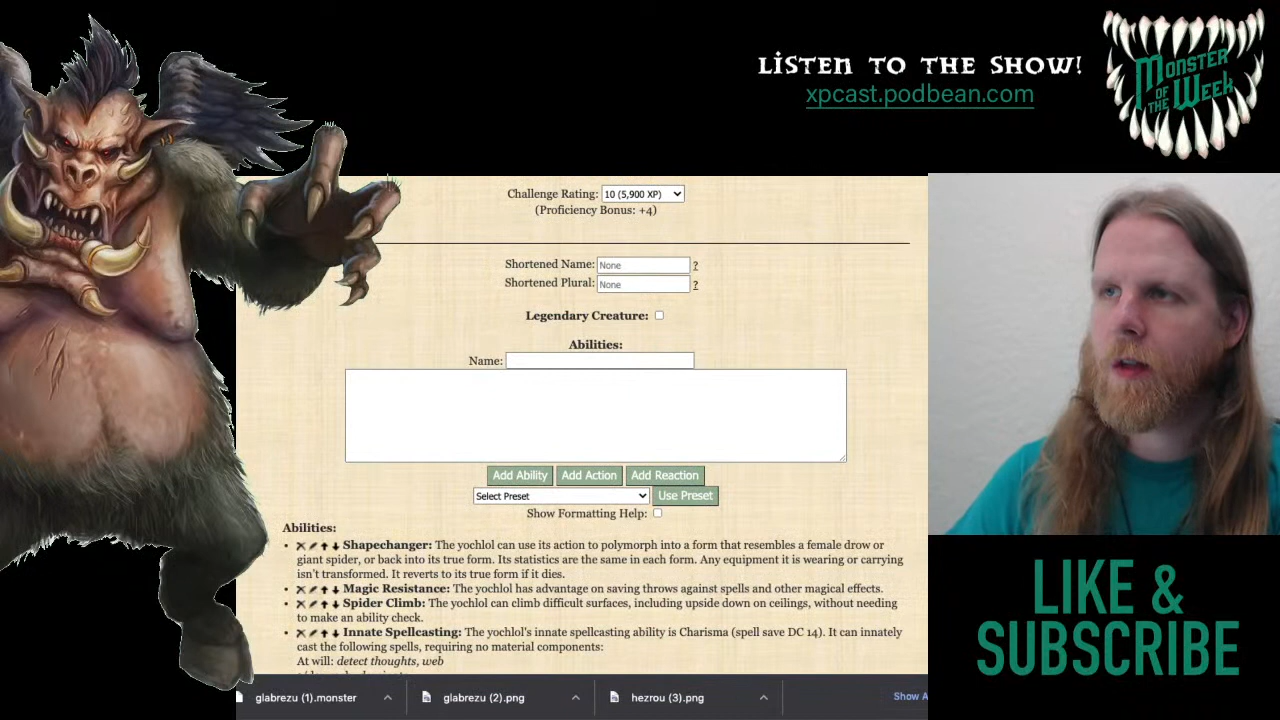 LISTEN TO THE SHOW!
xpcast.podbean.com
MONSTER
OF THE WEEK
Challenge Rating: 10 (5,900 XP)
(Proficiency Bonus: +4)
Shortened Name: None ?
Shortened Plural: None ?
Legendary Creature:
Abilities:
Name:
Add Ability Add Action Add Reaction
Select Preset Use Preset
Show Formatting Help:
Abilities:
• Shapechanger: The yochlol can use its action to polymorph into a form that resembles a female drow or
giant spider, or back into its true form. Its statistics are the same in each form. Any equipment it is wearing or carrying
isn't transformed. It reverts to its true form if it dies.
• Magic Resistance: The yochlol has advantage on saving throws against spells and other magical effects.
• Spider Climb: The yochlol can climb difficult surfaces, including upside down on ceilings, without needing
to make an ability check.
• Innate Spellcasting: The yochlol's innate spellcasting ability is Charisma (spell save DC 14). It can innately
cast the following spells, requiring no material components:
At will: detect thoughts, web
glabrezu (1).monster
glabrezu (2).png
hezrou (3).png
Show A
LIKE &
SUBSCRIBE